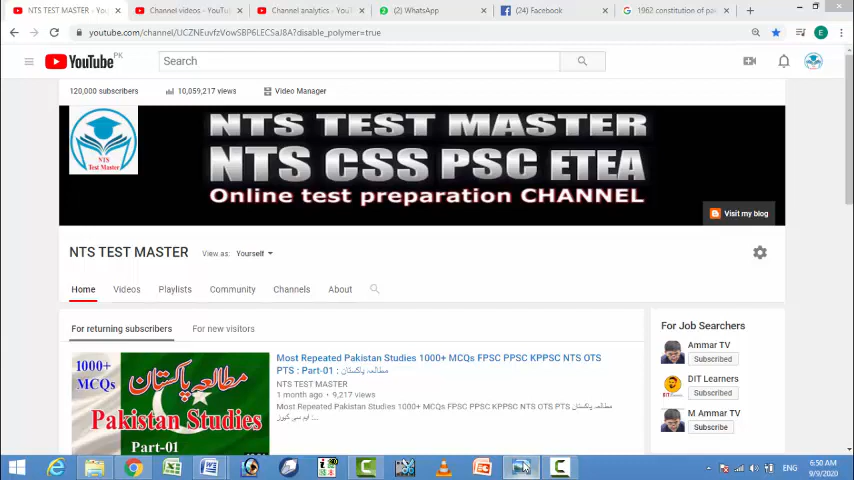 NTS TEST MASTER - YouTube
Channel videos - YouTu
Channel analytics - YouT
(2) WhatsApp
(24) Facebook
1962 constitution of pa
youtube.com/channel/UCZNEuvfzVowSBP6LECSaJ8A?disable_polymer=true
E
YouTube PK
Search
120,000 subscribers
10,059,217 views
Video Manager
NTS
Test Master
NTS TEST MASTER
NTS CSS PSC ETEA
Online test preparation CHANNEL
Visit my blog
NTS TEST MASTER
View as: Yourself
Home
Videos
Playlists
Community
Channels
About
For returning subscribers
For new visitors
1000+
MCQs
مطالعہ پاکستان
Pakistan Studies
Part-01
Most Repeated Pakistan Studies 1000+ MCQs FPSC PPSC KPPSC NTS OTS
PTS : Part-01 : مطالعہ پاکستان
NTS TEST MASTER
1 month ago • 9,217 views
Most Repeated Pakistan Studies 1000+ MCQs FPSC PPSC KPPSC NTS OTS PTS مطالعہ پاکستان
ایم سی کیوز...
For Job Searchers
Ammar TV
Subscribed
DIT Learners
Subscribed
M Ammar TV
Subscribe
ENG
6:50 AM
9/9/2020